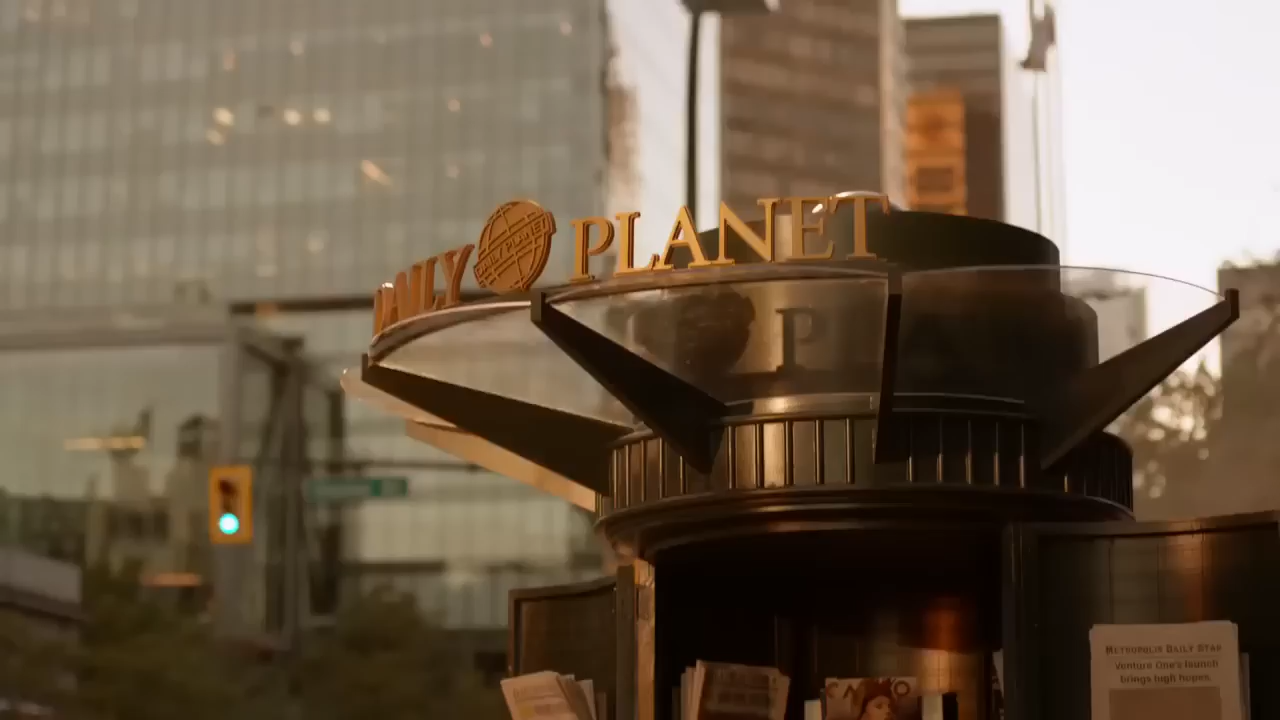 DAILY PLANET
DAILY PLANET
P
METROPOLIS DAILY STAR
Venture One's launch
brings high hopes.